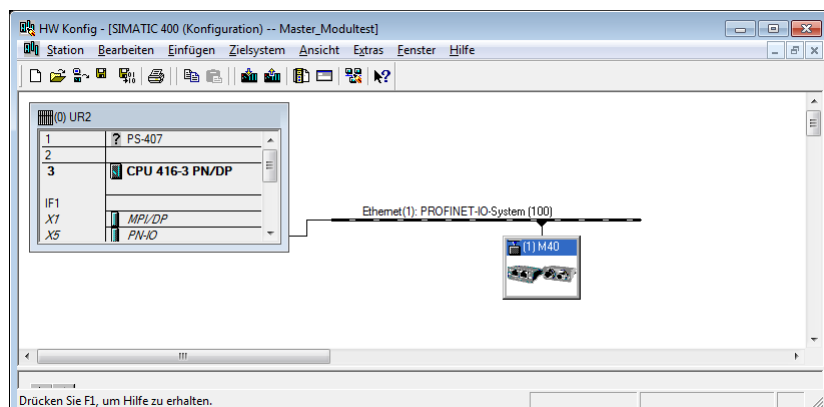 HW Konfig - [SIMATIC 400 (Konfiguration) -- Master_Modultest]
Station Bearbeiten Einfügen Zielsystem Ansicht Extras Fenster Hilfe
(0) UR2
1 PS-407
2
3 CPU 416-3 PN/DP
IF1
X1 MPI/DP
X5 PN-IO
Ethernet(1): PROFINET-IO-System (100)
(1) M40
Drücken Sie F1, um Hilfe zu erhalten.